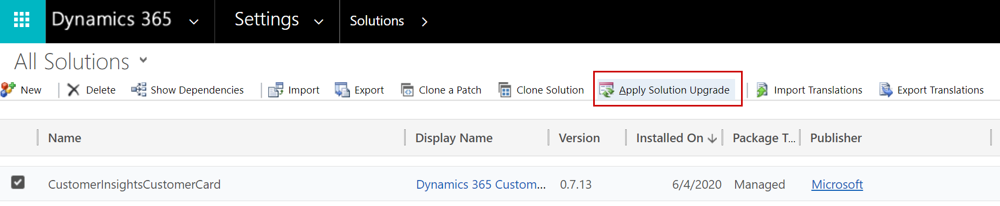 Dynamics 365 Settings Solutions
All Solutions
New Delete Show Dependencies Import Export Clone a Patch Clone Solution Apply Solution Upgrade Import Translations Export Translations
Name Display Name Version Installed On Package T... Publisher
CustomerInsightsCustomerCard Dynamics 365 Custom... 0.7.13 6/4/2020 Managed Microsoft